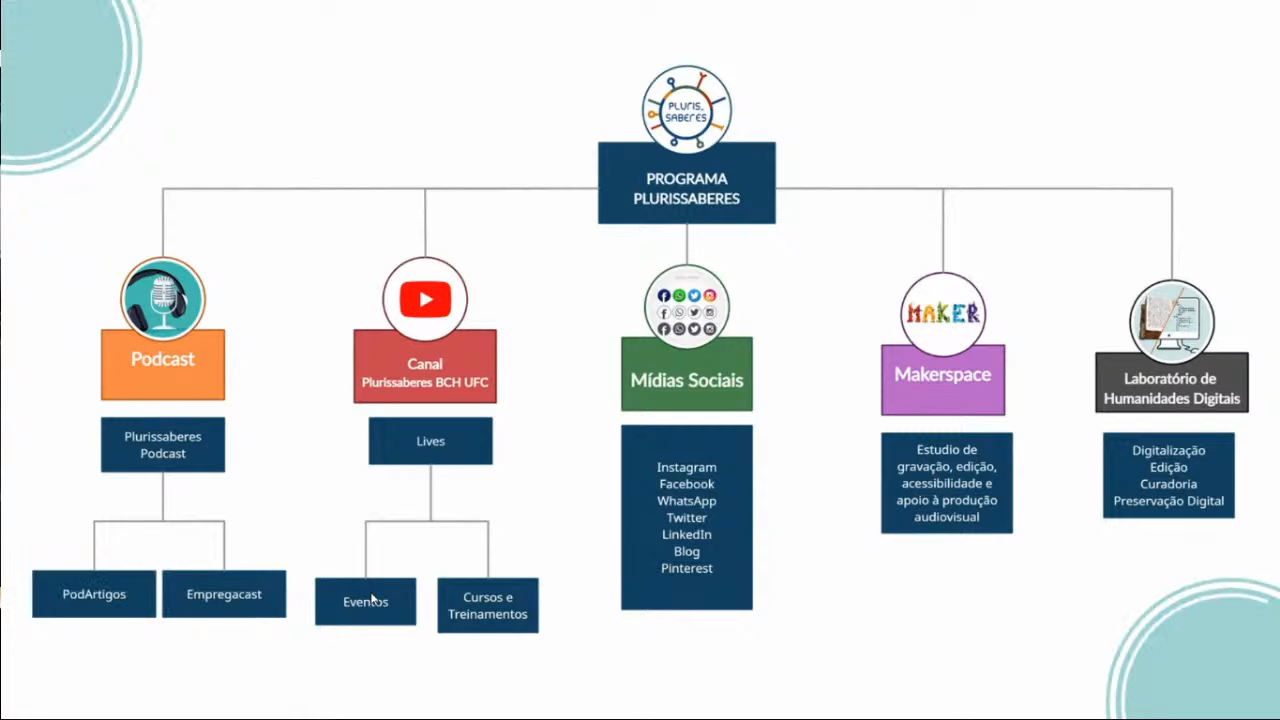 PLURIS_
SABERES
PROGRAMA
PLURISSABERES
Podcast
Plurissaberes
Podcast
PodArtigos
Empregacast
Canal
Plurissaberes BCH UFC
Lives
Eventos
Cursos e
Treinamentos
Mídias Sociais
Instagram
Facebook
WhatsApp
Twitter
LinkedIn
Blog
Pinterest
MAKER
Makerspace
Estudio de
gravação, edição,
acessibilidade e
apoio à produção
audiovisual
Laboratório de
Humanidades Digitais
Digitalização
Edição
Curadoria
Preservação Digital